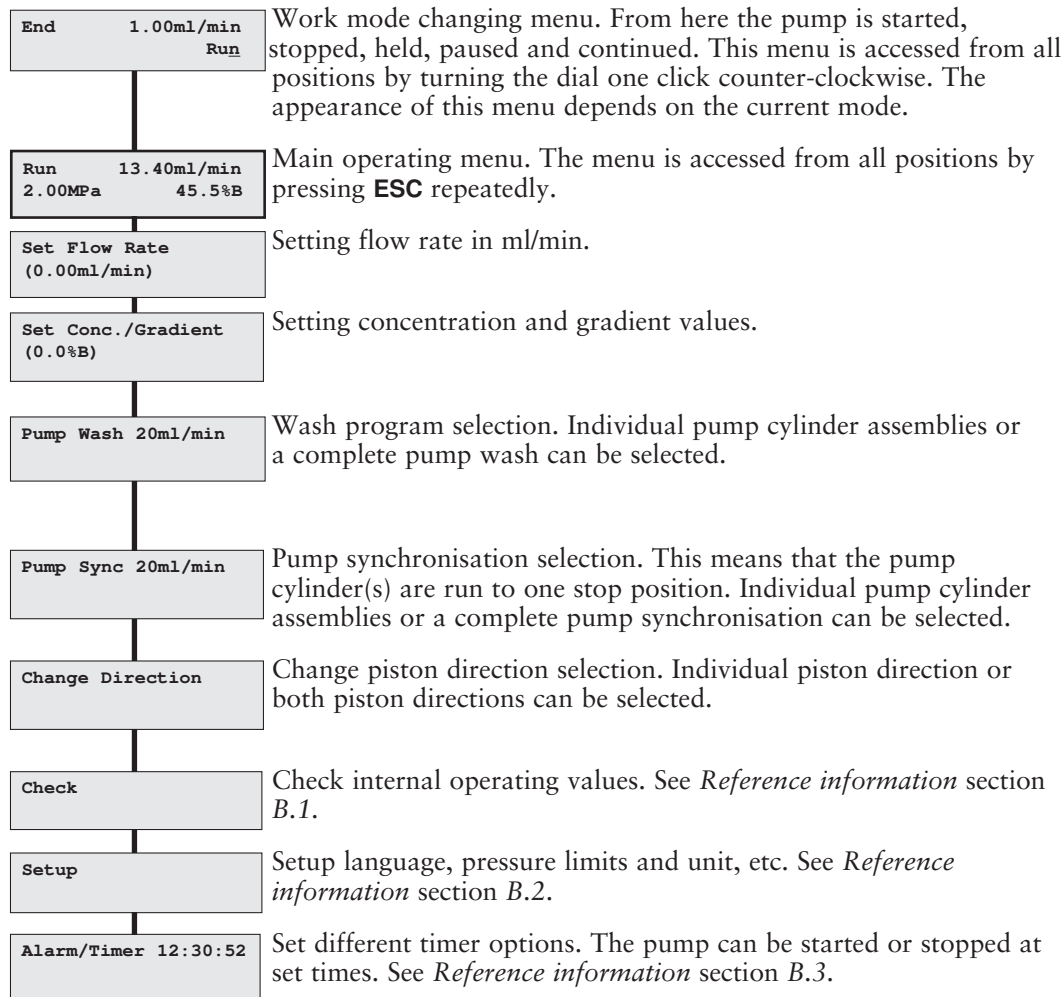 End 1.00ml/min
Run
Work mode changing menu. From here the pump is started,
stopped, held, paused and continued. This menu is accessed from all
positions by turning the dial one click counter-clockwise. The
appearance of this menu depends on the current mode.
Run 13.40ml/min
2.00MPa 45.5%B
Main operating menu. The menu is accessed from all positions by
pressing ESC repeatedly.
Set Flow Rate
(0.00ml/min)
Setting flow rate in ml/min.
Set Conc./Gradient
(0.0%B)
Setting concentration and gradient values.
Pump Wash 20ml/min
Wash program selection. Individual pump cylinder assemblies or
a complete pump wash can be selected.
Pump Sync 20ml/min
Pump synchronisation selection. This means that the pump
cylinder(s) are run to one stop position. Individual pump cylinder
assemblies or a complete pump synchronisation can be selected.
Change Direction
Change piston direction selection. Individual piston direction or
both piston directions can be selected.
Check
Check internal operating values. See Reference information section
B.1.
Setup
Setup language, pressure limits and unit, etc. See Reference
information section B.2.
Alarm/Timer 12:30:52
Set different timer options. The pump can be started or stopped at
set times. See Reference information section B.3.